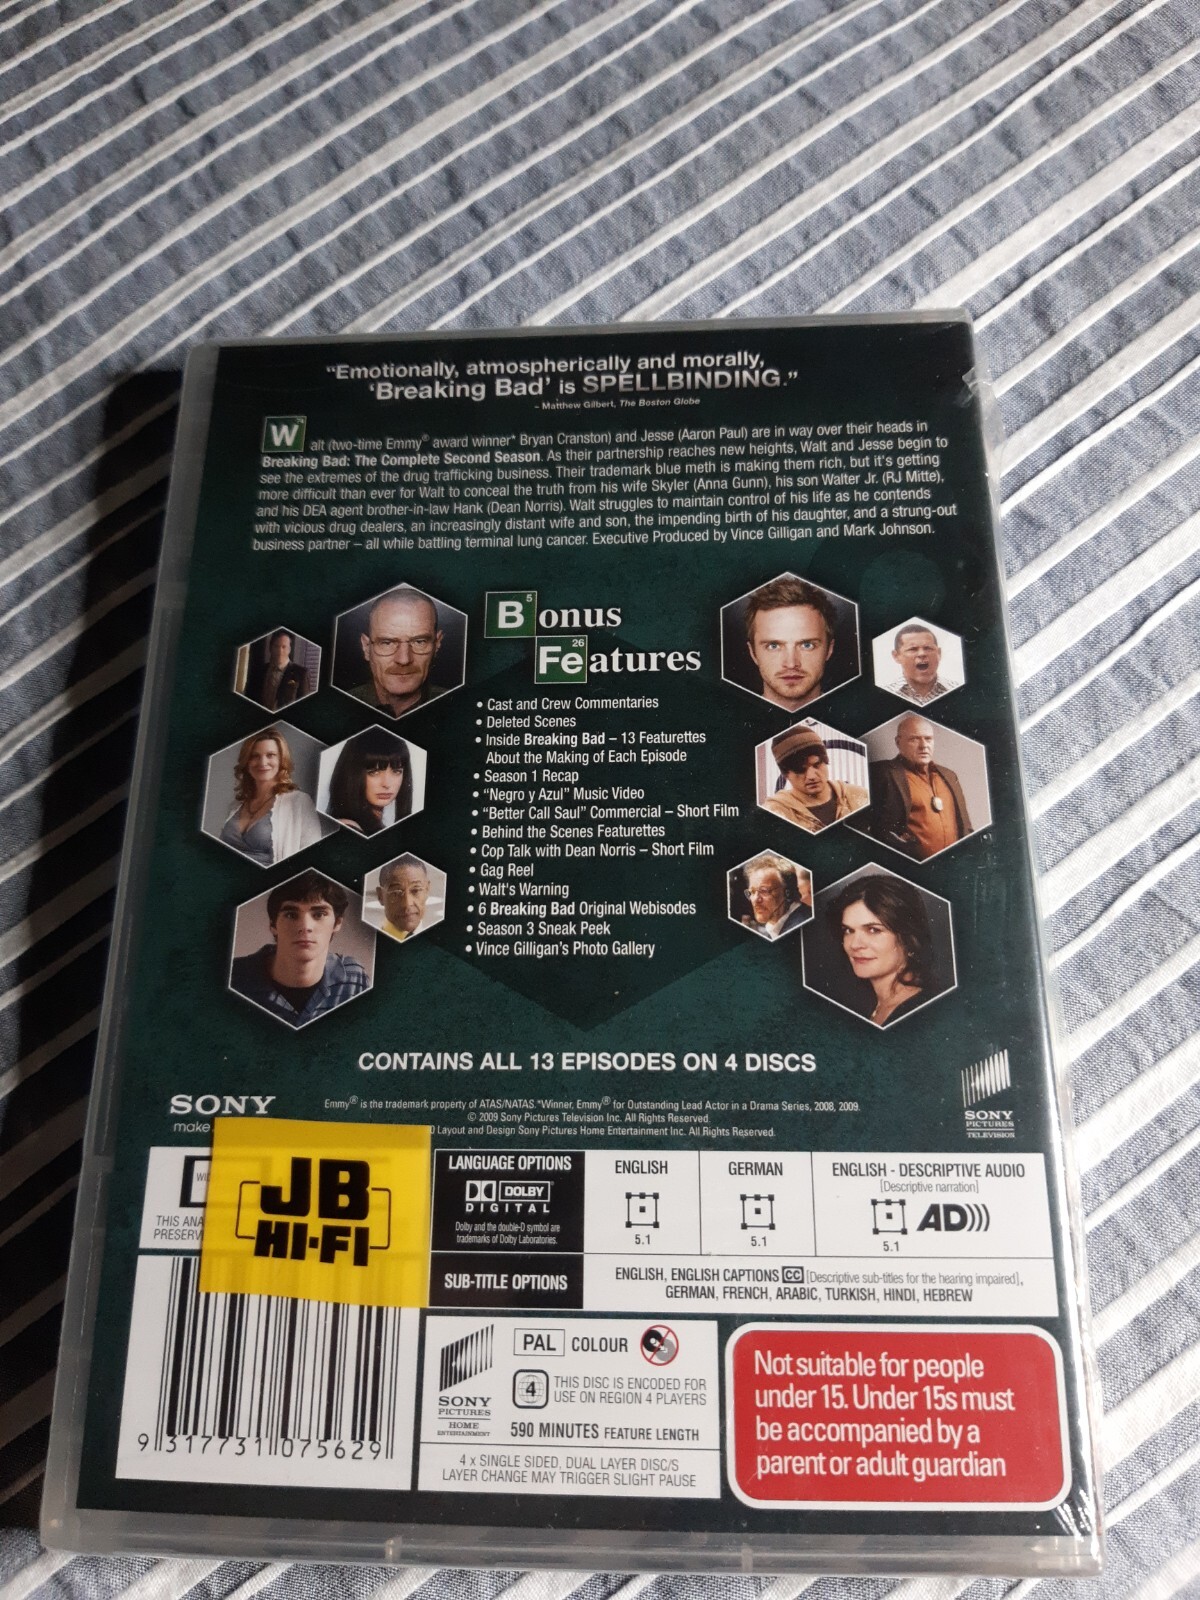 “Emotionally, atmospherically and morally,
‘Breaking Bad’ is SPELLBINDING.”
– Matthew Gilbert, The Boston Globe
74
Walt (two-time Emmy® award winner* Bryan Cranston) and Jesse (Aaron Paul) are in way over their heads in
Breaking Bad: The Complete Second Season. As their partnership reaches new heights, Walt and Jesse begin to
see the extremes of the drug trafficking business. Their trademark blue meth is making them rich, but it's getting
more difficult than ever for Walt to conceal the truth from his wife Skyler (Anna Gunn), his son Walter Jr. (RJ Mitte),
and his DEA agent brother-in-law Hank (Dean Norris). Walt struggles to maintain control of his life as he contends
with vicious drug dealers, an increasingly distant wife and son, the impending birth of his daughter, and a strung-out
business partner – all while battling terminal lung cancer. Executive Produced by Vince Gilligan and Mark Johnson.
5
Bonus
26
Features
• Cast and Crew Commentaries
• Deleted Scenes
• Inside Breaking Bad – 13 Featurettes
About the Making of Each Episode
• Season 1 Recap
• “Negro y Azul” Music Video
• “Better Call Saul” Commercial – Short Film
• Behind the Scenes Featurettes
• Cop Talk with Dean Norris – Short Film
• Gag Reel
• Walt's Warning
• 6 Breaking Bad Original Webisodes
• Season 3 Sneak Peek
• Vince Gilligan's Photo Gallery
CONTAINS ALL 13 EPISODES ON 4 DISCS
SONY
make.
Emmy® is the trademark property of ATAS/NATAS. *Winner, Emmy® for Outstanding Lead Actor in a Drama Series, 2008, 2009.
© 2009 Sony Pictures Television Inc. All Rights Reserved.
0 Layout and Design Sony Pictures Home Entertainment Inc. All Rights Reserved.
SONY
PICTURES
TELEVISION
WI
THIS ANA
PRESERV
JB
HI-FI
LANGUAGE OPTIONS
DOLBY
DIGITAL
Dolby and the double-D symbol are
trademarks of Dolby Laboratories.
ENGLISH
5.1
GERMAN
5.1
ENGLISH - DESCRIPTIVE AUDIO
[Descriptive narration]
5.1
AD)))
SUB-TITLE OPTIONS
ENGLISH, ENGLISH CAPTIONS CC [Descriptive sub-titles for the hearing impaired],
GERMAN, FRENCH, ARABIC, TURKISH, HINDI, HEBREW
9 317731 075629
SONY
PICTURES
HOME
ENTERTAINMENT
PAL COLOUR
4
THIS DISC IS ENCODED FOR
USE ON REGION 4 PLAYERS
590 MINUTES FEATURE LENGTH
4 x SINGLE SIDED, DUAL LAYER DISC/S
LAYER CHANGE MAY TRIGGER SLIGHT PAUSE
Not suitable for people
under 15. Under 15s must
be accompanied by a
parent or adult guardian